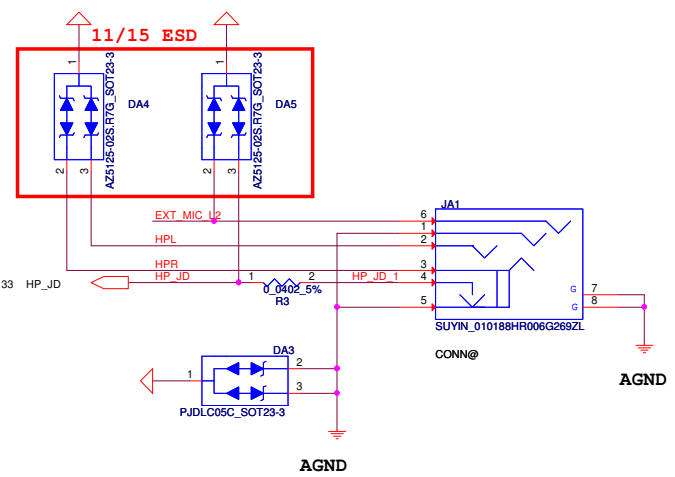 11/15 ESD
1
1
DA4
DA5
AZ5125-02S.R7G_SOT23-3
AZ5125-02S.R7G_SOT23-3
2
3
2
3
JA1
EXT_MIC_L2
6
1
HPL
2
HPR
3
33 HP_JD
HP_JD
1
2
HP_JD_1
4
0_0402_5%
R3
5
G
7
G
8
SUYIN_010188HR006G269ZL
CONN@
DA3
1
2
3
PJDLC05C_SOT23-3
AGND
AGND